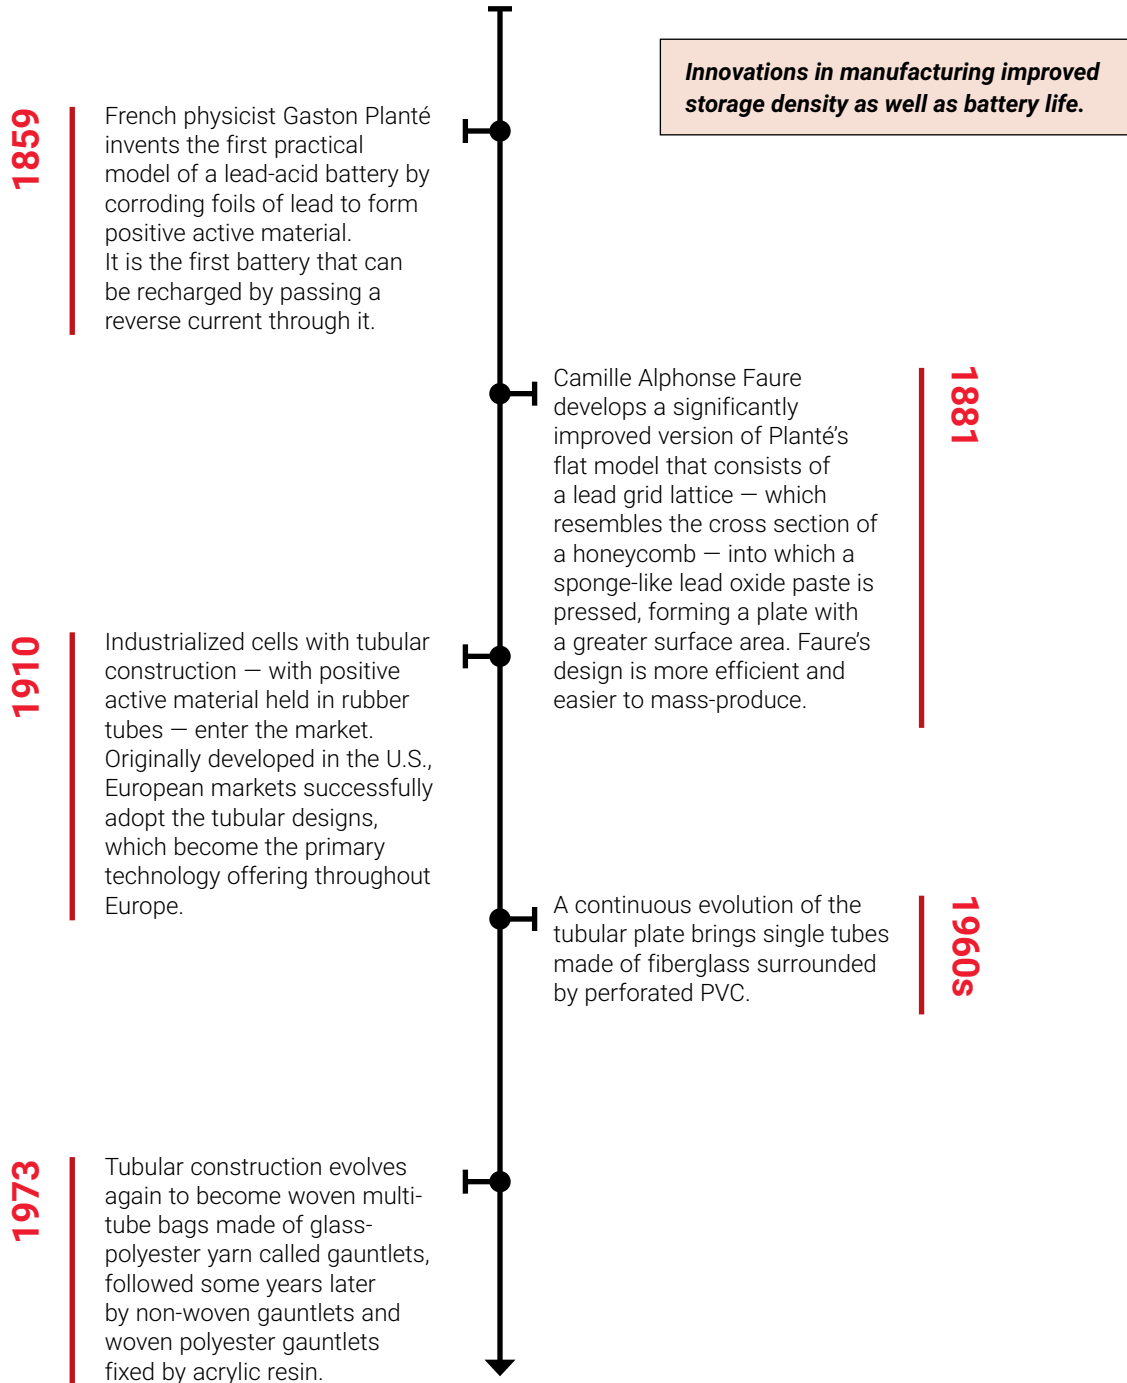 Innovations in manufacturing improved
storage density as well as battery life.
1859
French physicist Gaston Planté
invents the first practical
model of a lead-acid battery by
corroding foils of lead to form
positive active material.
It is the first battery that can
be recharged by passing a
reverse current through it.
1881
Camille Alphonse Faure
develops a significantly
improved version of Planté’s
flat model that consists of
a lead grid lattice — which
resembles the cross section of
a honeycomb — into which a
sponge-like lead oxide paste is
pressed, forming a plate with
a greater surface area. Faure’s
design is more efficient and
easier to mass-produce.
1910
Industrialized cells with tubular
construction — with positive
active material held in rubber
tubes — enter the market.
Originally developed in the U.S.,
European markets successfully
adopt the tubular designs,
which become the primary
technology offering throughout
Europe.
1960s
A continuous evolution of the
tubular plate brings single tubes
made of fiberglass surrounded
by perforated PVC.
1973
Tubular construction evolves
again to become woven multi-
tube bags made of glass-
polyester yarn called gauntlets,
followed some years later
by non-woven gauntlets and
woven polyester gauntlets
fixed by acrylic resin.